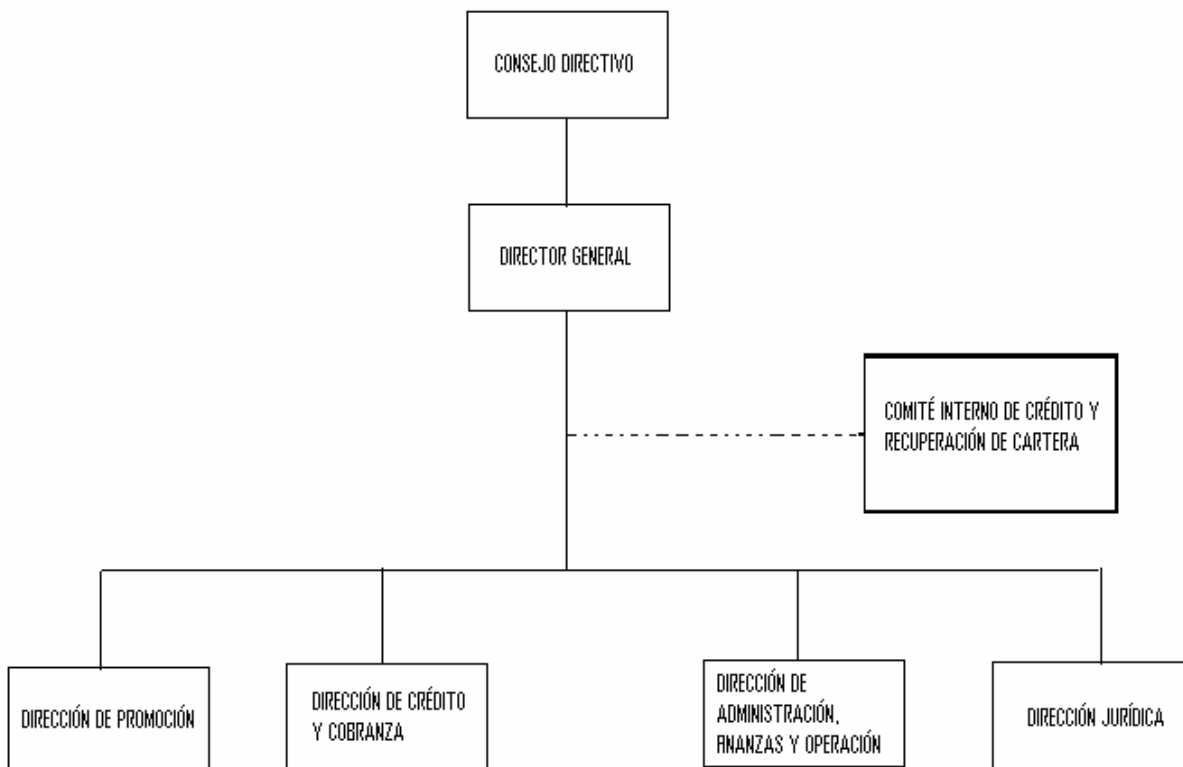 CONSEJO DIRECTIVO
DIRECTOR GENERAL
COMITÉ INTERNO DE CRÉDITO Y
RECUPERACIÓN DE CARTERA
DIRECCIÓN DE PROMOCIÓN
DIRECCIÓN DE CRÉDITO
Y COBRANZA
DIRECCIÓN DE
ADMINISTRACIÓN,
FINANZAS Y OPERACIÓN
DIRECCIÓN JURÍDICA